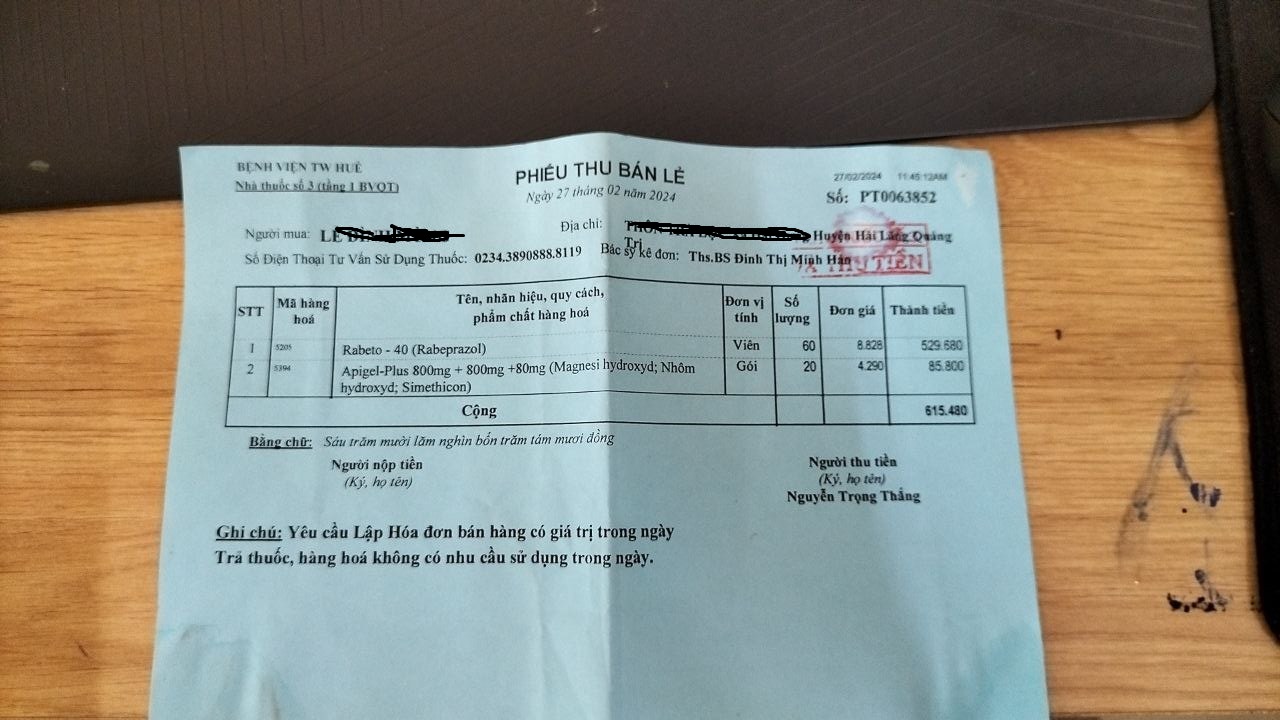 BỆNH VIỆN TW HUẾ
Nhà thuốc số 3 (tầng 1 BVQT)
PHIẾU THU BÁN LẺ
Ngày 27 tháng 02 năm 2024
27/02/2024 11:45:12AM
Số: PT0063852
Người mua: LÊ
Địa chỉ: Huyện Hải Lăng Quảng
Trị
Số Điện Thoại Tư Vấn Sử Dụng Thuốc: 0234.3890888.8119
Bác sỹ kê đơn: Ths.BS Đinh Thị Minh Hân
THU TIỀN
STT Mã hàng hoá Tên, nhãn hiệu, quy cách, phẩm chất hàng hoá Đơn vị tính Số lượng Đơn giá Thành tiền
1 5205 Rabeto - 40 (Rabeprazol) Viên 60 8.828 529.680
2 5394 Apigel-Plus 800mg + 800mg +80mg (Magnesi hydroxyd; Nhôm hydroxyd; Simethicon) Gói 20 4.290 85.800
Cộng 615.480
Bằng chữ: Sáu trăm mười lăm nghìn bốn trăm tám mươi đồng
Người nộp tiền
(Ký, họ tên)
Người thu tiền
(Ký, họ tên)
Nguyễn Trọng Thắng
Ghi chú: Yêu cầu Lập Hóa đơn bán hàng có giá trị trong ngày
Trả thuốc, hàng hoá không có nhu cầu sử dụng trong ngày.